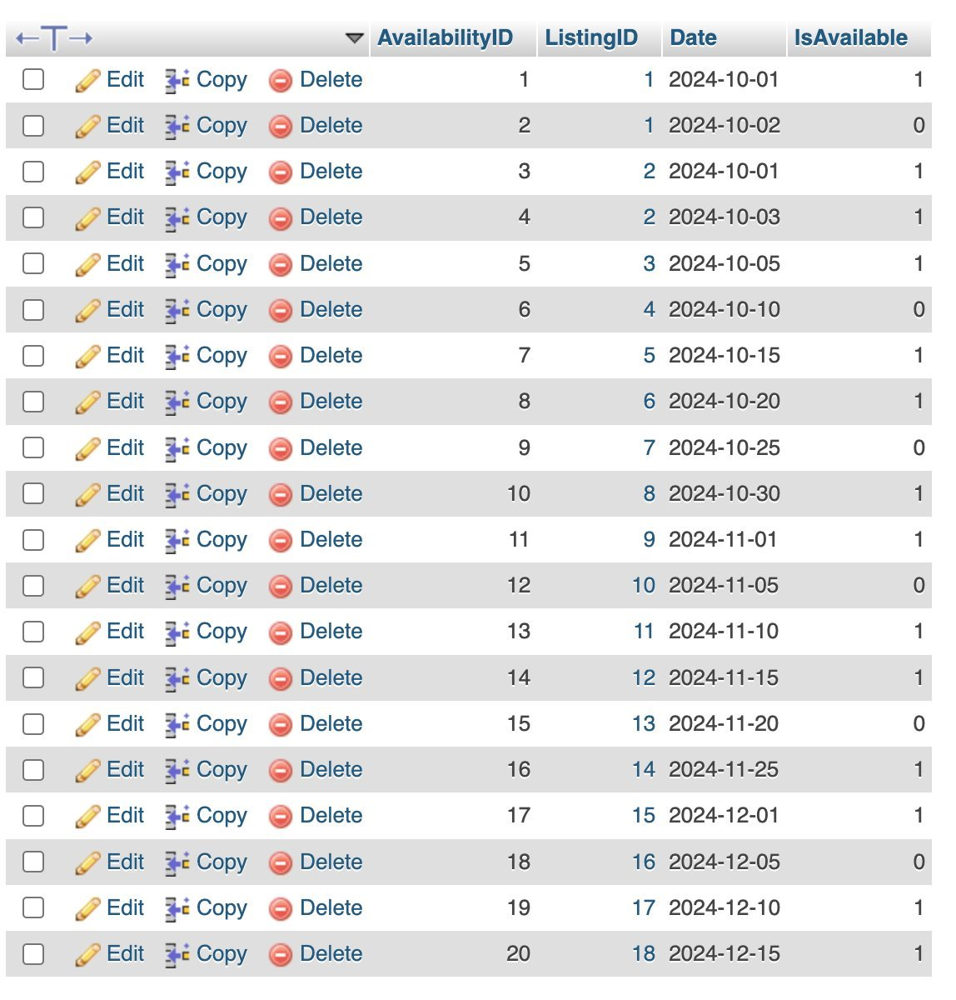 AvailabilityID ListingID Date IsAvailable
Edit Copy Delete 1 1 2024-10-01 1
Edit Copy Delete 2 1 2024-10-02 0
Edit Copy Delete 3 2 2024-10-01 1
Edit Copy Delete 4 2 2024-10-03 1
Edit Copy Delete 5 3 2024-10-05 1
Edit Copy Delete 6 4 2024-10-10 0
Edit Copy Delete 7 5 2024-10-15 1
Edit Copy Delete 8 6 2024-10-20 1
Edit Copy Delete 9 7 2024-10-25 0
Edit Copy Delete 10 8 2024-10-30 1
Edit Copy Delete 11 9 2024-11-01 1
Edit Copy Delete 12 10 2024-11-05 0
Edit Copy Delete 13 11 2024-11-10 1
Edit Copy Delete 14 12 2024-11-15 1
Edit Copy Delete 15 13 2024-11-20 0
Edit Copy Delete 16 14 2024-11-25 1
Edit Copy Delete 17 15 2024-12-01 1
Edit Copy Delete 18 16 2024-12-05 0
Edit Copy Delete 19 17 2024-12-10 1
Edit Copy Delete 20 18 2024-12-15 1